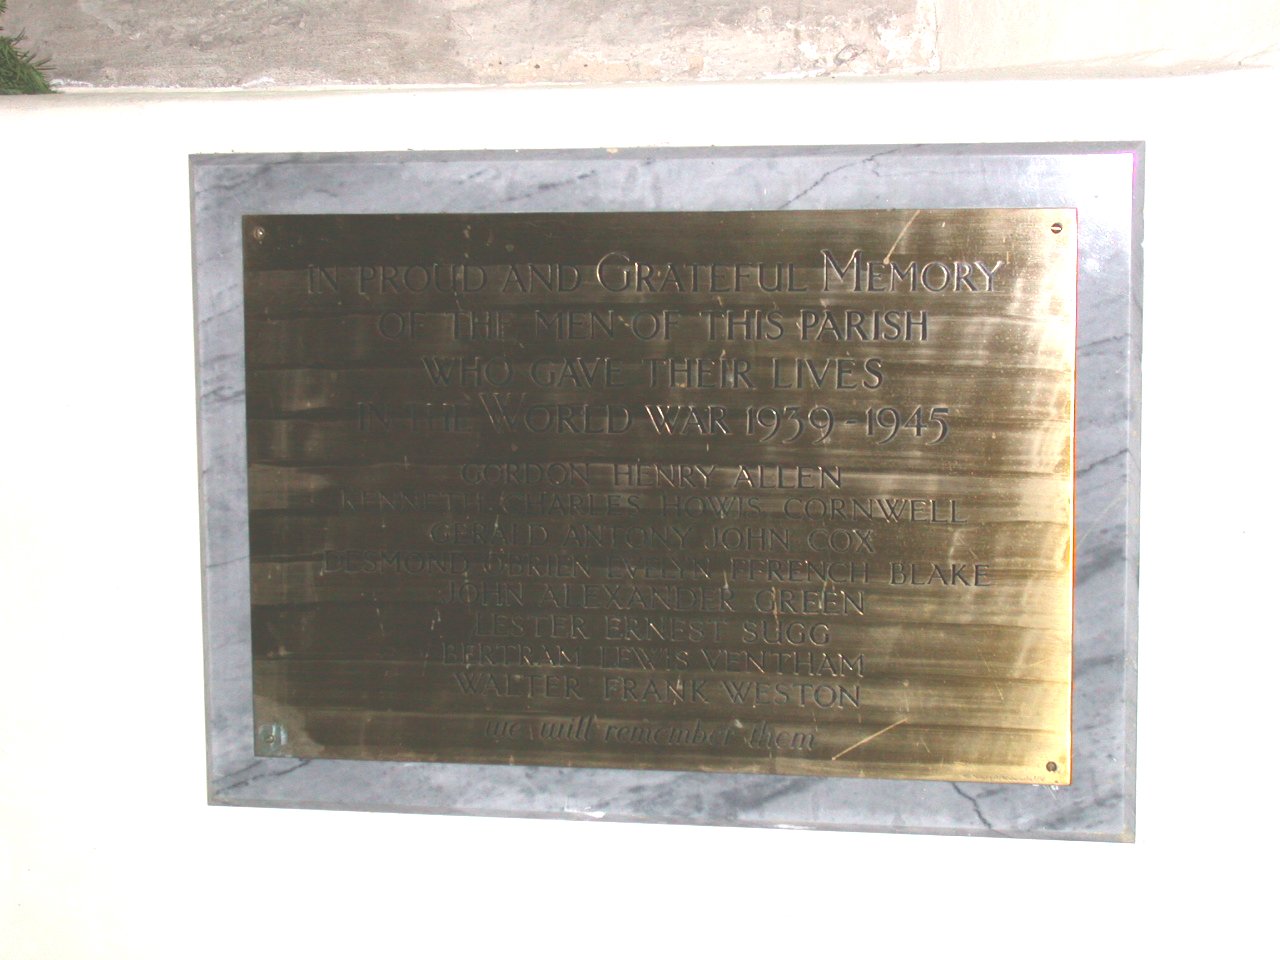 IN PROUD AND GRATEFUL MEMORY
OF THE MEN OF THIS PARISH
WHO GAVE THEIR LIVES
IN THE WORLD WAR 1939-1945
GORDON HENRY ALLEN
KENNETH CHARLES HOWIS CORNWELL
GERALD ANTONY JOHN COX
DESMOND O'BRIEN EVELYN FFRENCH BLAKE
JOHN ALEXANDER GREEN
LESTER ERNEST SUGG
BERTRAM LEWIS VENTHAM
WALTER FRANK WESTON
we will remember them